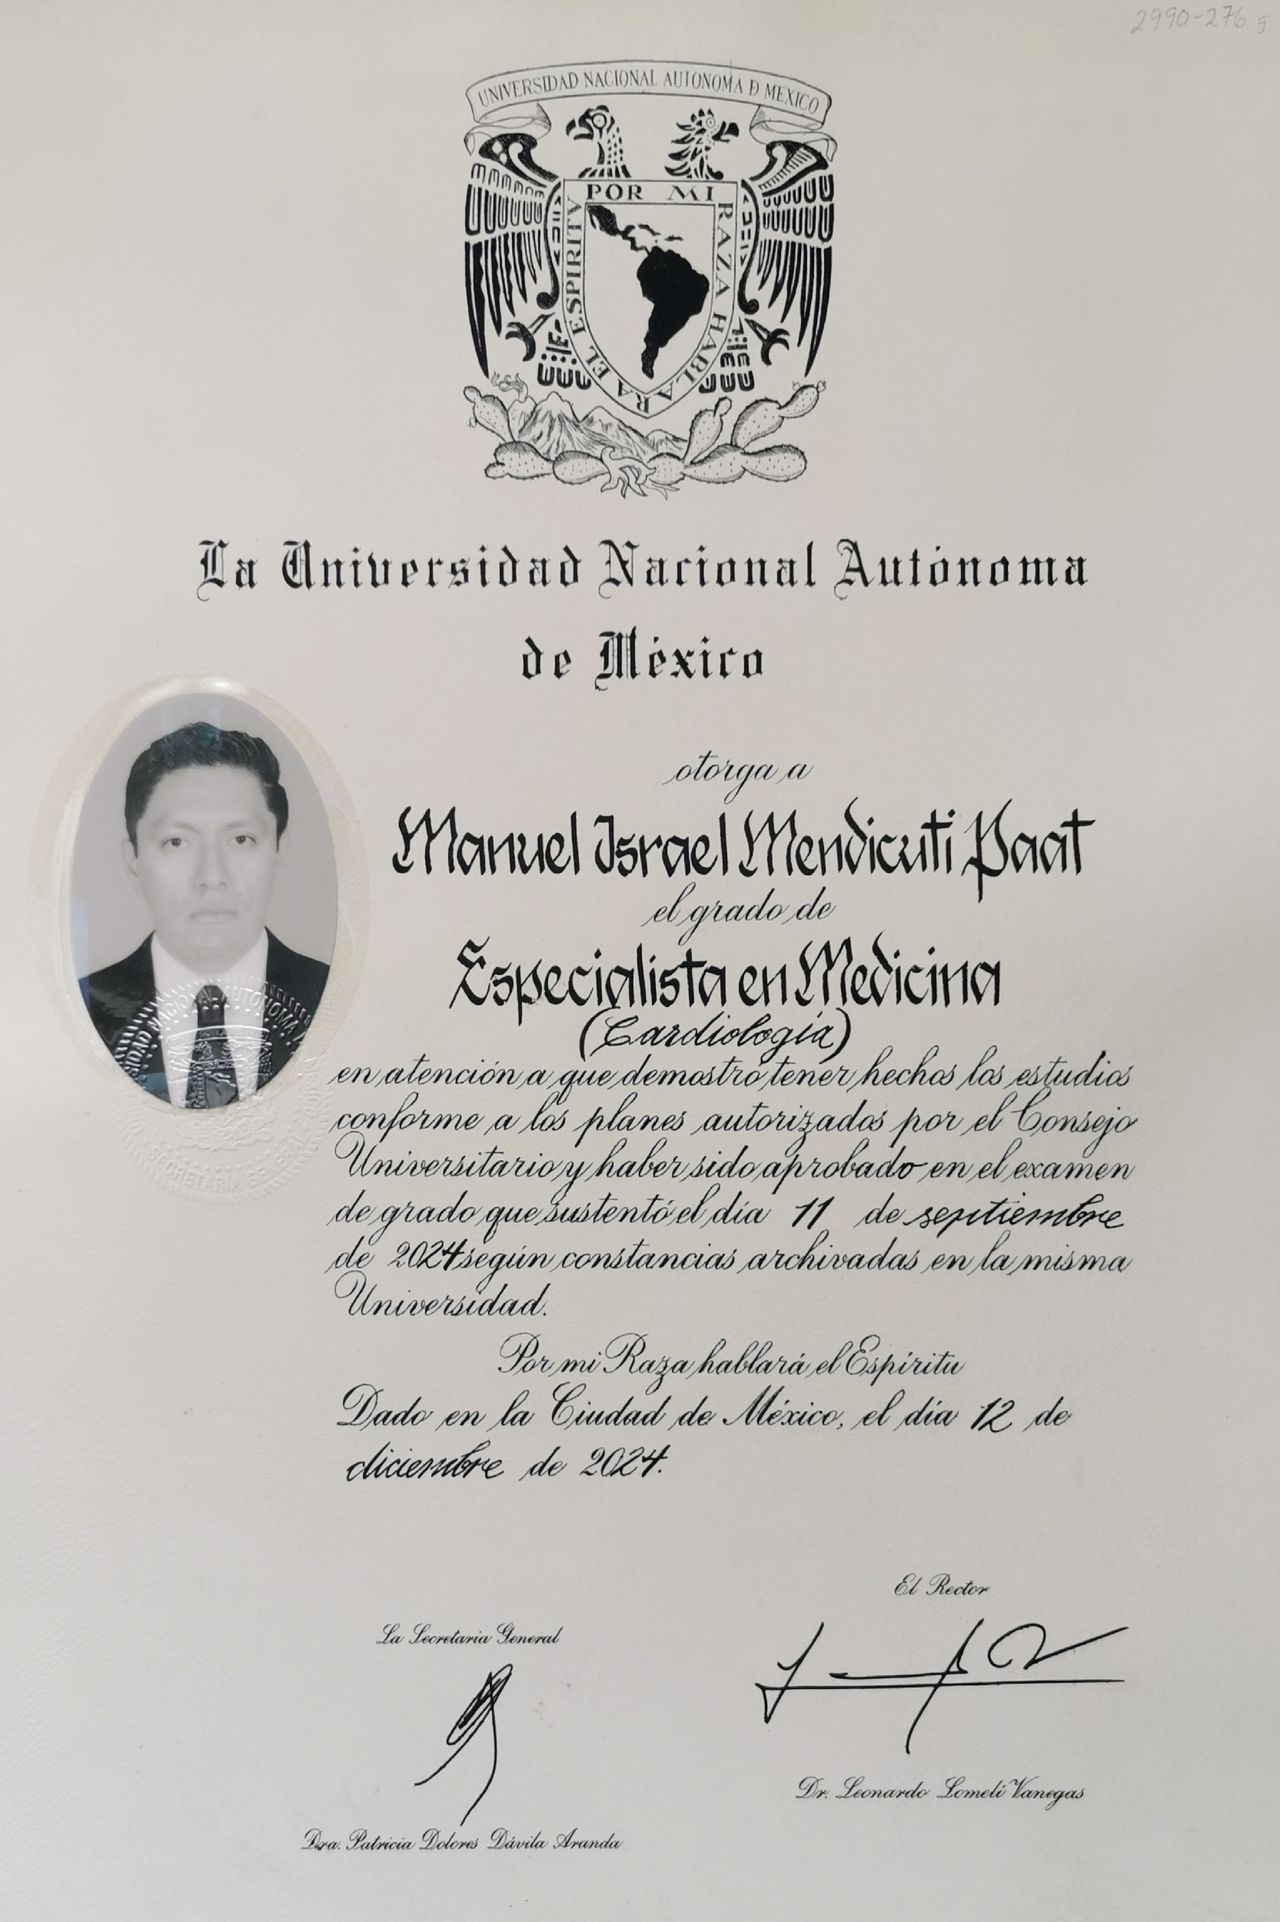 2990-276 g
UNIVERSIDAD NACIONAL AUTONOMA D MEXICO
POR MI RAZA HABLARA EL ESPIRITV
La Universidad Nacional Autónoma
de México
otorga a
Manuel Israel Mendicuti Paat
el grado de
Especialista en Medicina
(Cardiología)
en atención a que demostró tener hechos los estudios
conforme a los planes autorizados por el Consejo
Universitario y haber sido aprobado en el examen
de grado que sustentó el día 11 de septiembre
de 2024 según constancias archivadas en la misma
Universidad.
Por mi Raza hablará el Espíritu
Dado en la Ciudad de México, el día 12 de
diciembre de 2024.
El Rector
La Secretaria General
Dr. Leonardo Lomelí Vanegas
Dra. Patricia Dolores Dávila Aranda